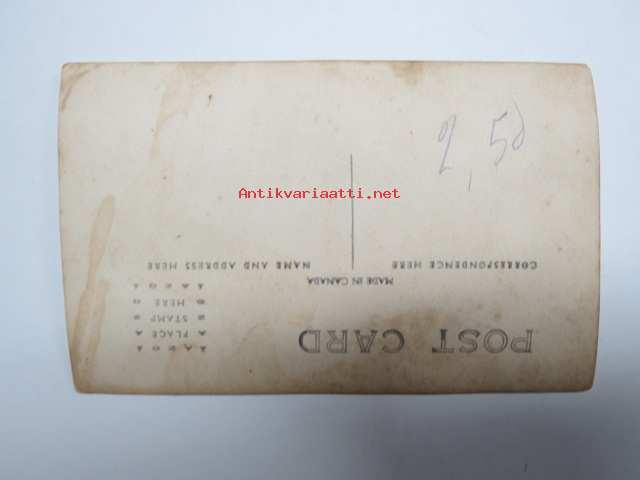 POST CARD
MADE IN CANADA
CORRESPONDENCE HERE
NAME AND ADDRESS HERE
PLACE
STAMP
HERE
2,50
Antikvariaatti.net